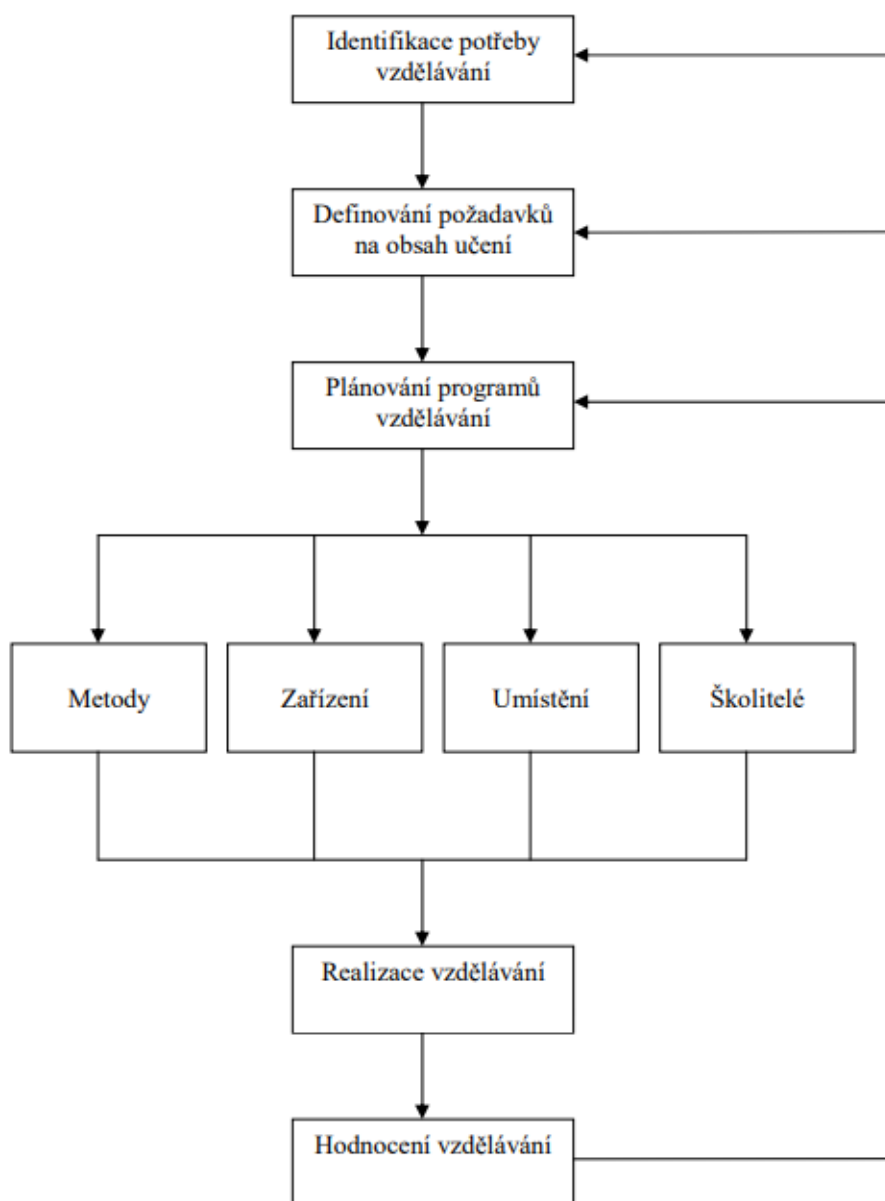 Identifikace potřeby
vzdělávání
Definování požadavků
na obsah učení
Plánování programů
vzdělávání
Metody
Zařízení
Umístění
Školitelé
Realizace vzdělávání
Hodnocení vzdělávání